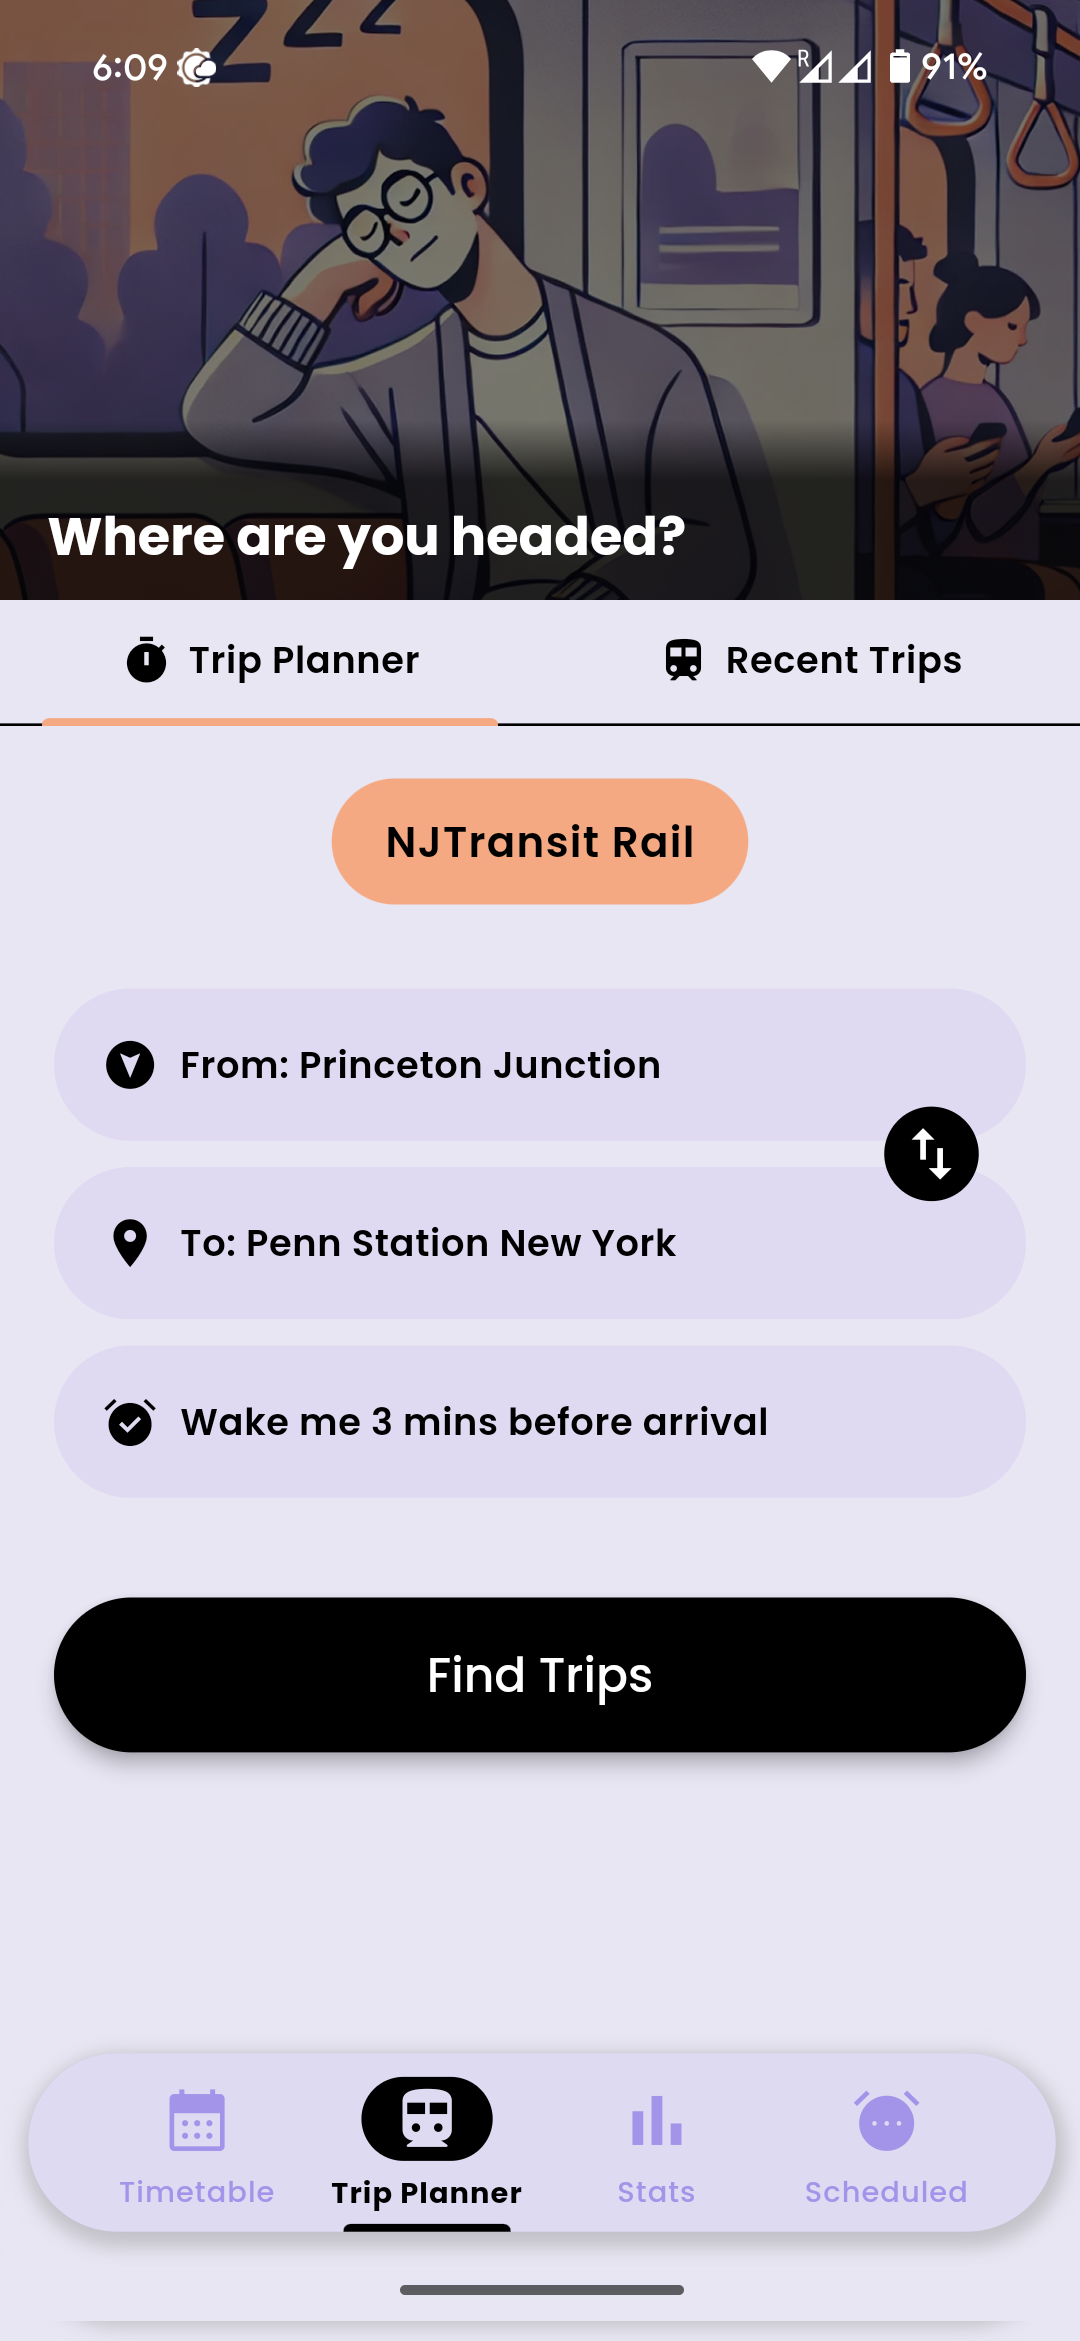 6:09
R
91%
ZZZ
Where are you headed?
Trip Planner
Recent Trips
NJTransit Rail
From: Princeton Junction
To: Penn Station New York
Wake me 3 mins before arrival
Find Trips
Timetable
Trip Planner
Stats
Scheduled